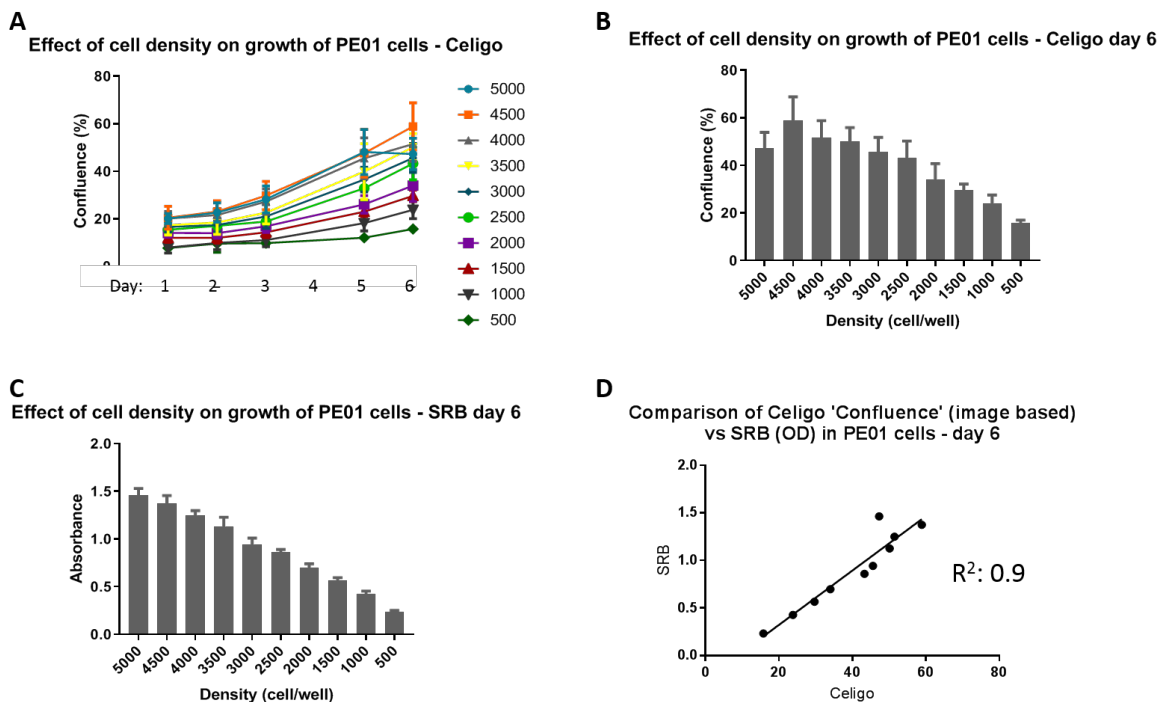 A
Effect of cell density on growth of PE01 cells - Celigo
Confluence (%)
80
60
40
20
0
Day: 1 2 3 4 5 6
5000
4500
4000
3500
3000
2500
2000
1500
1000
500
B
Effect of cell density on growth of PE01 cells - Celigo day 6
Confluence (%)
80
60
40
20
0
5000 4500 4000 3500 3000 2500 2000 1500 1000 500
Density (cell/well)
C
Effect of cell density on growth of PE01 cells - SRB day 6
Absorbance
2.0
1.5
1.0
0.5
0.0
5000 4500 4000 3500 3000 2500 2000 1500 1000 500
Density (cell/well)
D
Comparison of Celigo 'Confluence' (image based)
vs SRB (OD) in PE01 cells - day 6
SRB
2.0
1.5
1.0
0.5
0.0
0 20 40 60 80
Celigo
R²: 0.9